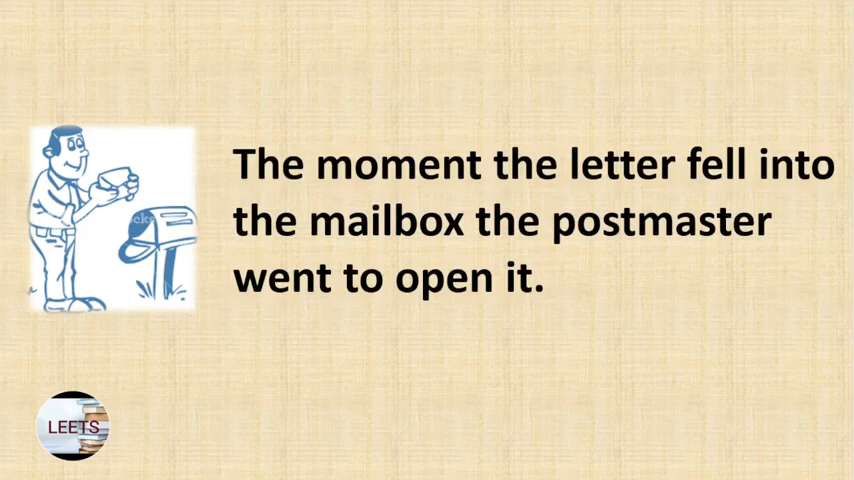 The moment the letter fell into
the mailbox the postmaster
went to open it.
LEETS